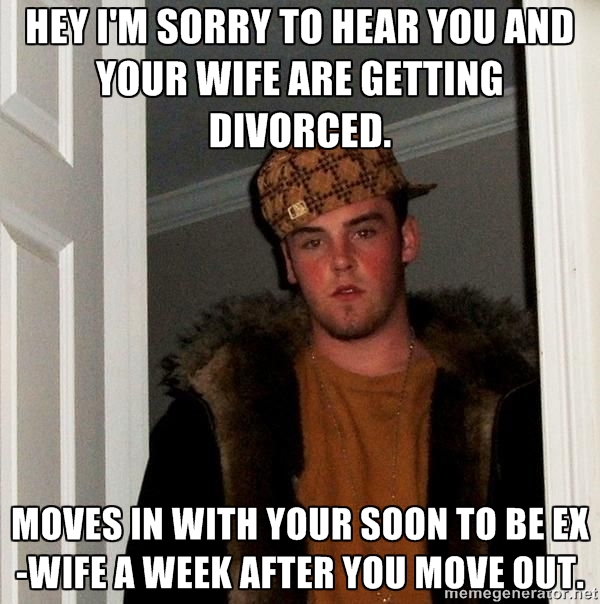 HEY I'M SORRY TO HEAR YOU AND
YOUR WIFE ARE GETTING
DIVORCED.
MOVES IN WITH YOUR SOON TO BE EX
-WIFE A WEEK AFTER YOU MOVE OUT.
memegenerator.net